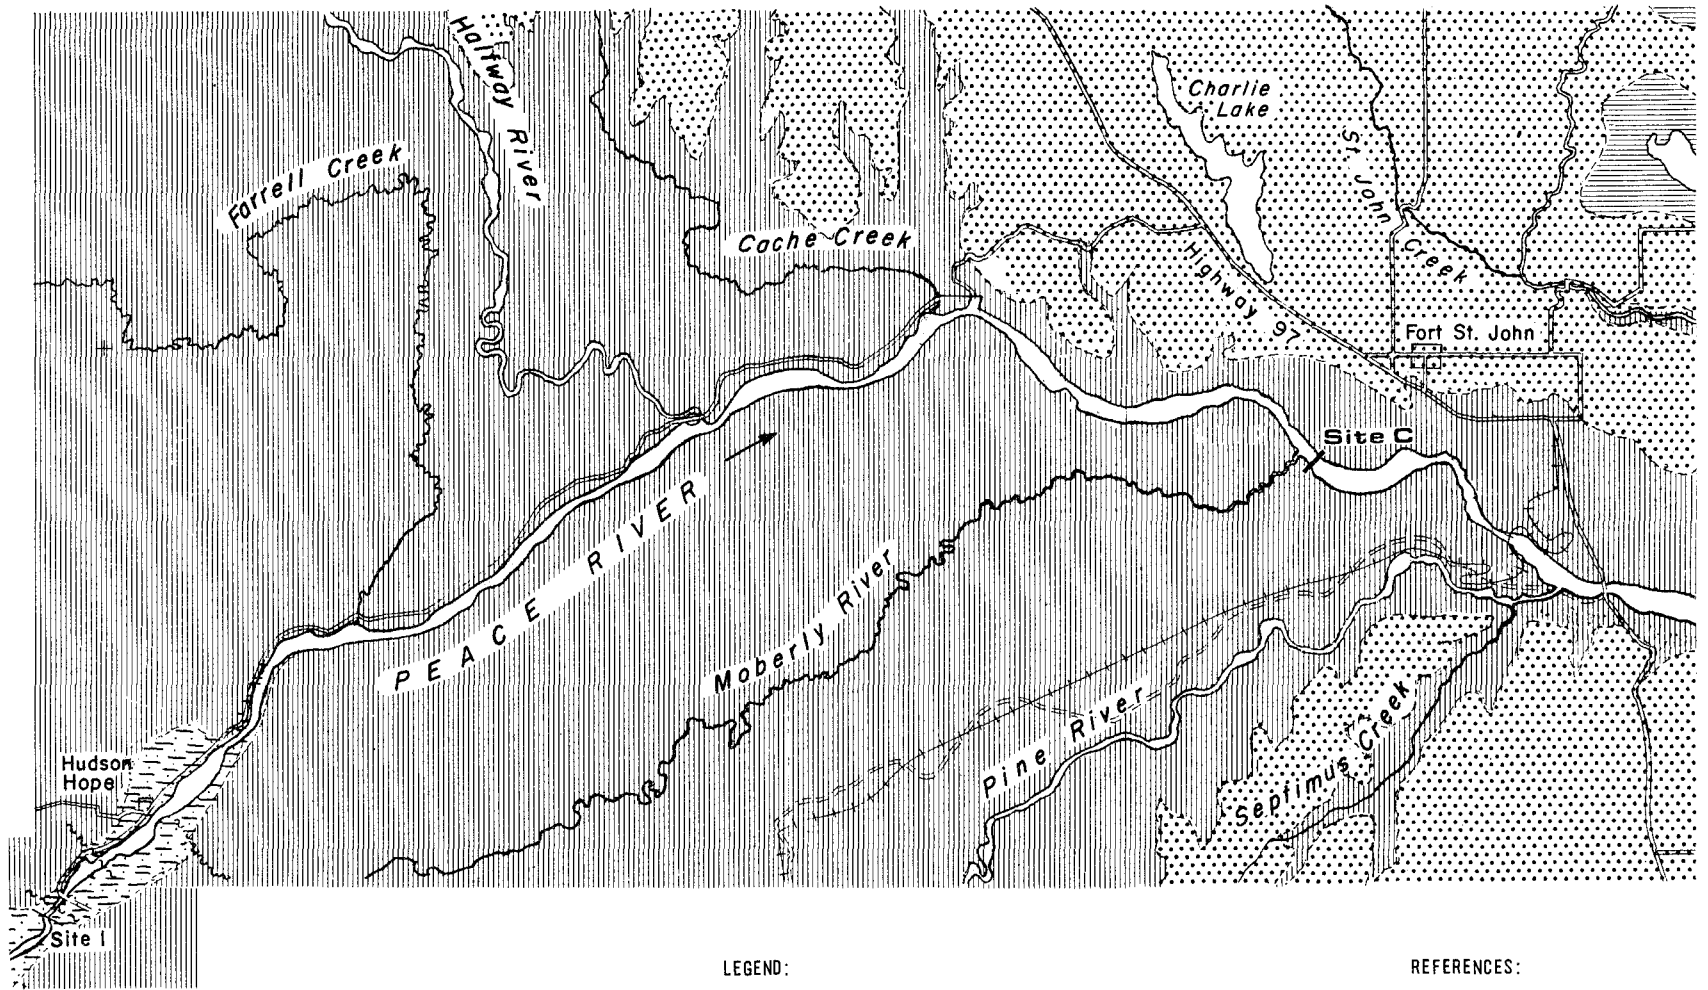 Halfway River
Charlie
Lake
Farrell Creek
St. John Creek
Cache Creek
Highway 97
Fort St. John
Site C
PEACE RIVER
Moberly River
Pine River
Septimus Creek
Hudson
Hope
Site 1
LEGEND:
REFERENCES: